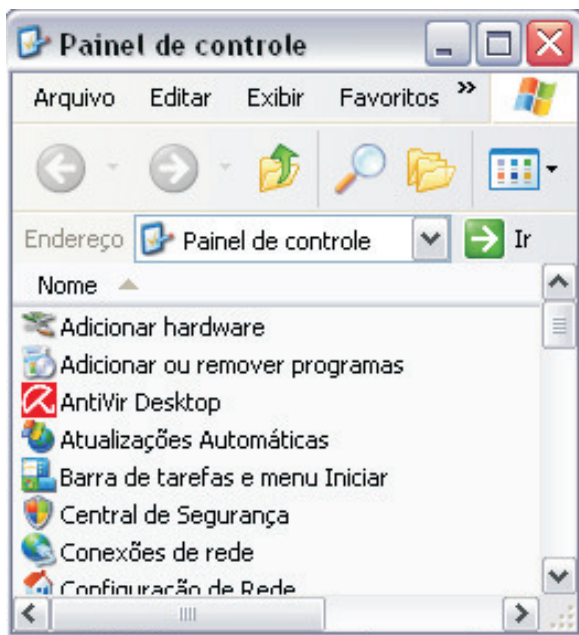 Painel de controle
Arquivo Editar Exibir Favoritos »
Endereço Painel de controle Ir
Nome
Adicionar hardware
Adicionar ou remover programas
AntiVir Desktop
Atualizações Automáticas
Barra de tarefas e menu Iniciar
Central de Segurança
Conexões de rede
Configuração de Rede